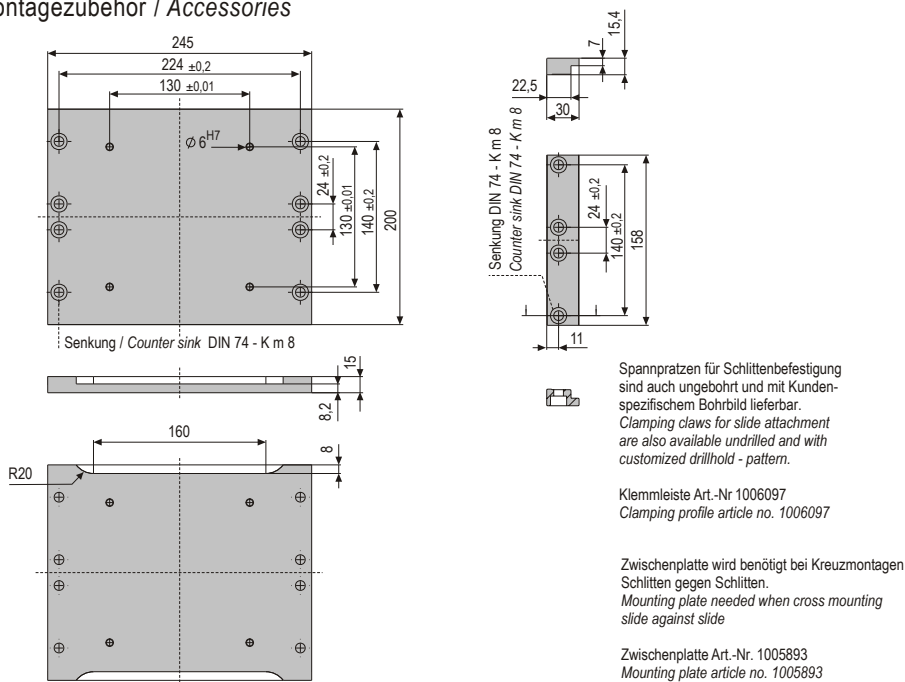 ontagezubehör / Accessories
245
224 ±0,2
130 ±0,01
⌀ 6 H7
24 ±0,2
130 ±0,01
140 ±0,2
200
Senkung / Counter sink DIN 74 - K m 8
15
8,2
160
8
R20
7
15,4
22,5
30
Senkung DIN 74 - K m 8
Counter sink DIN 74 - K m 8
24 ±0,2
140 ±0,2
158
11
Spannpratzen für Schlittenbefestigung
sind auch ungebohrt und mit Kunden-
spezifischem Bohrbild lieferbar.
Clamping claws for slide attachment
are also available undrilled and with
customized drillhold - pattern.
Klemmleiste Art.-Nr 1006097
Clamping profile article no. 1006097
Zwischenplatte wird benötigt bei Kreuzmontagen
Schlitten gegen Schlitten.
Mounting plate needed when cross mounting
slide against slide
Zwischenplatte Art.-Nr. 1005893
Mounting plate article no. 1005893